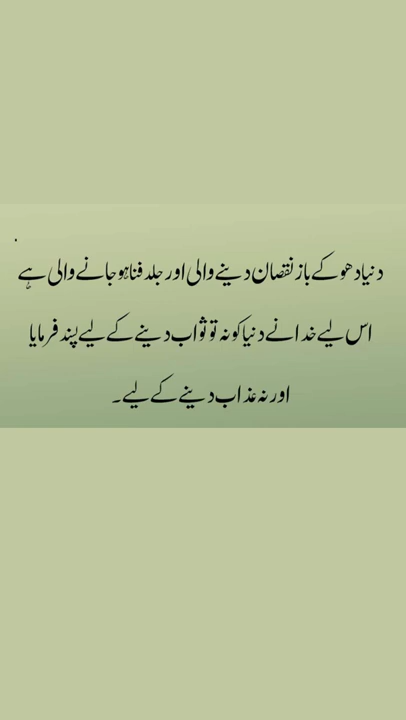 دنیا دھوکے باز نقصان دینے والی اور جلد فنا ہو جانے والی ہے
اس لیے خدا نے دنیا کو نہ تو ثواب دینے کے لیے پسند فرمایا
اور نہ عذاب دینے کے لیے۔